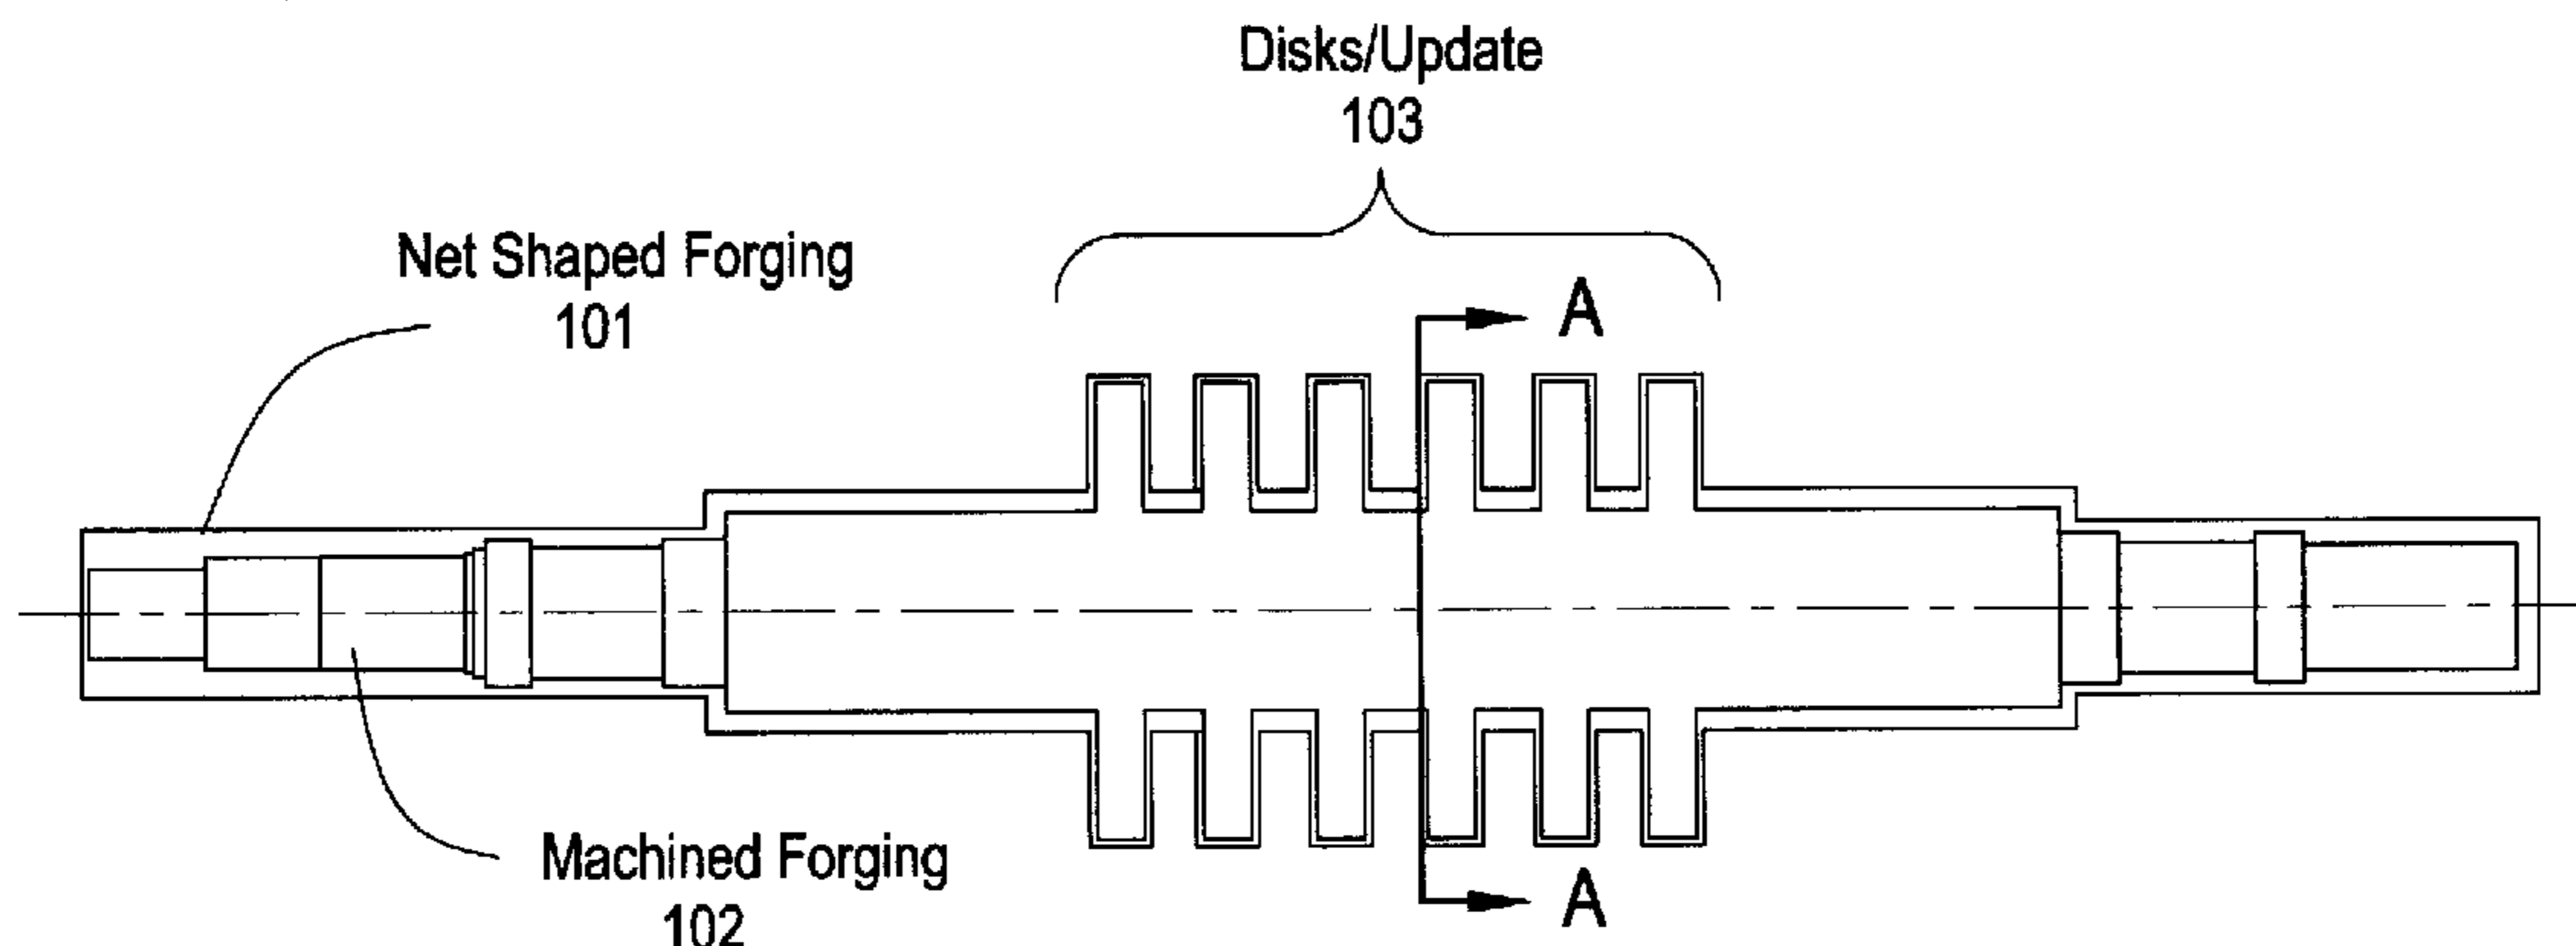 Disks/Update
103
Net Shaped Forging
101
A
Machined Forging
102
A